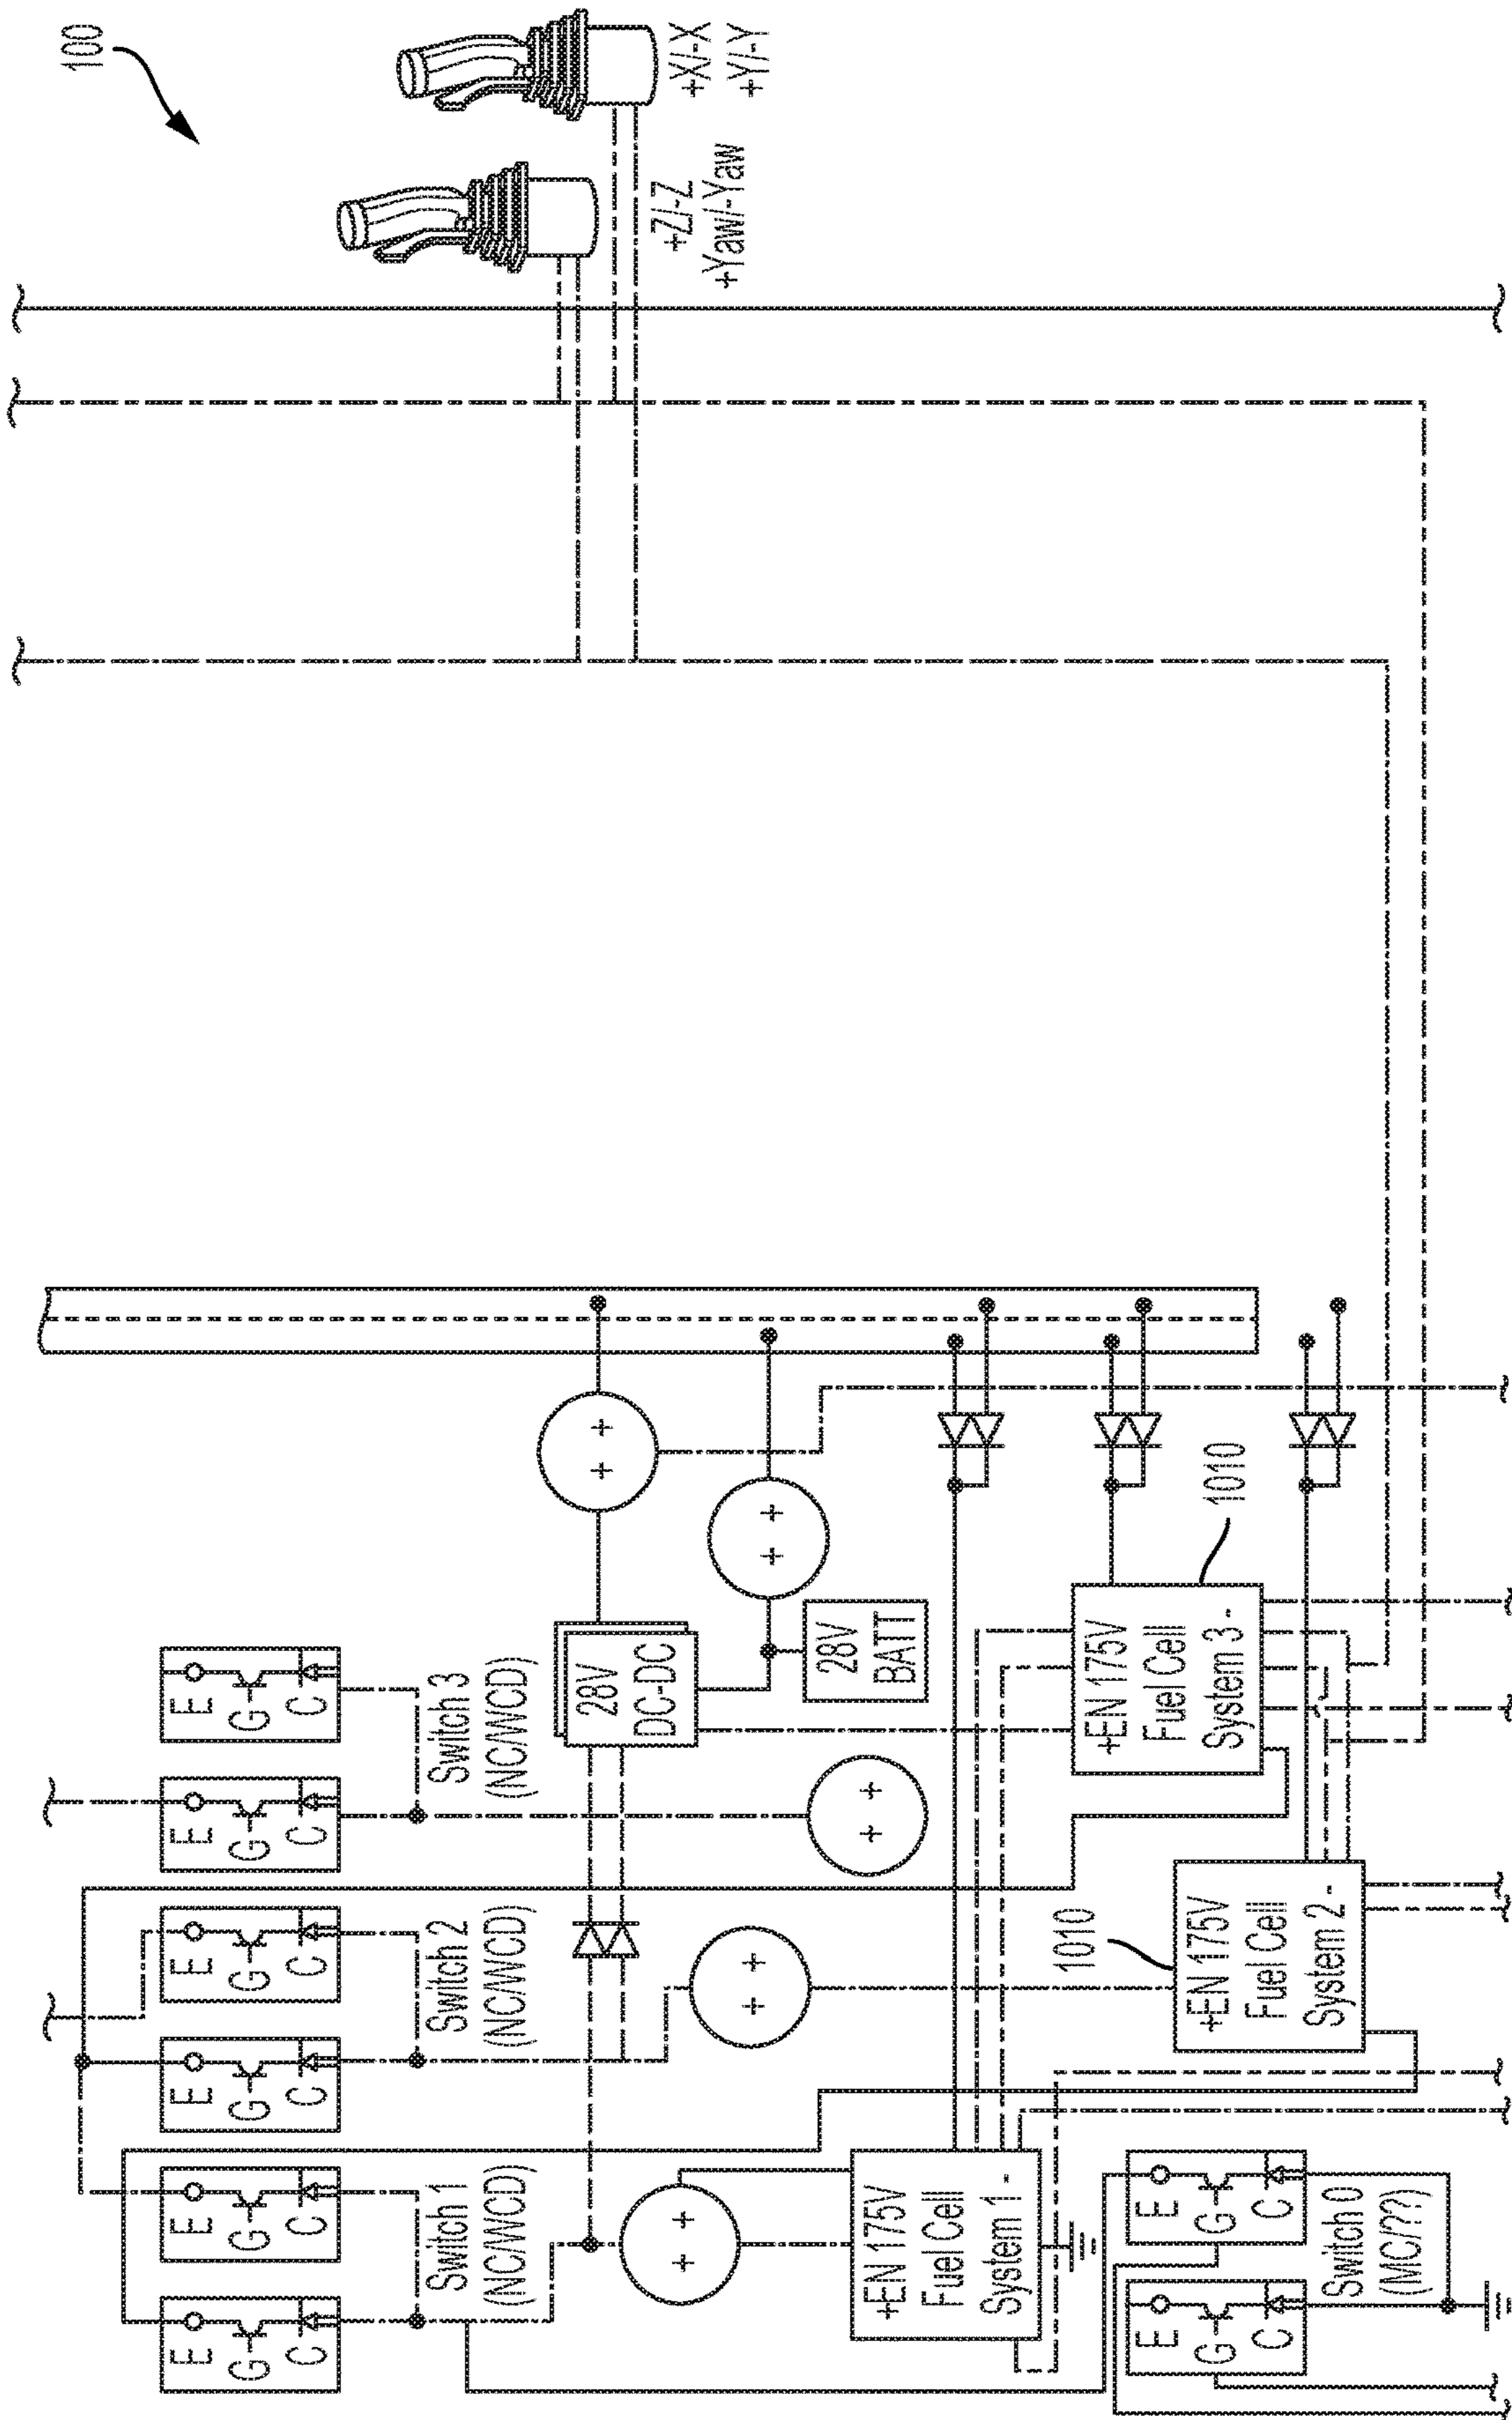 100
+X/-X
+Y/-Y
+Z/-Z
+Yaw/-Yaw
E
G
C
E
G
C
Switch 1
(NC/WCD)
E
G
C
E
G
C
Switch 2
(NC/WCD)
E
G
C
E
G
C
Switch 3
(NC/WCD)
28V
DC-DC
28V
BATT
+ +
+ +
+ +
+ +
+ +
+EN 175V
Fuel Cell
System 1 -
+EN 175V
Fuel Cell
System 2 -
1010
+EN 175V
Fuel Cell
System 3 -
1010
E
G
C
E
G
C
Switch 0
(MC/??)